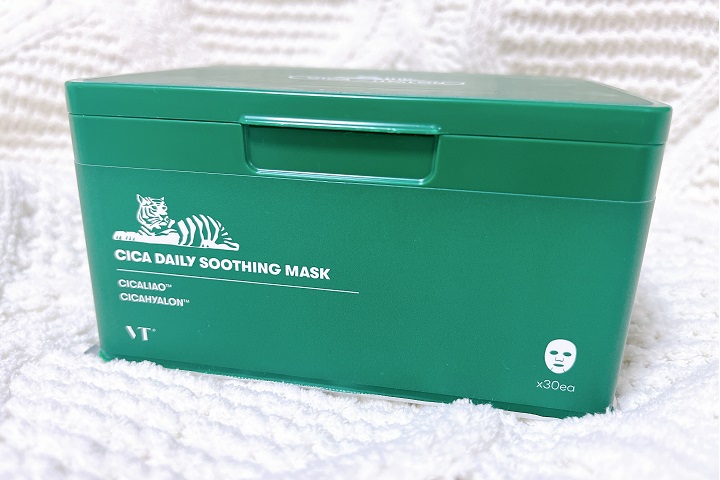 CICA DAILY SOOTHING MASK
CICALIAO™
CICAHYALON™
VT®
x30ea